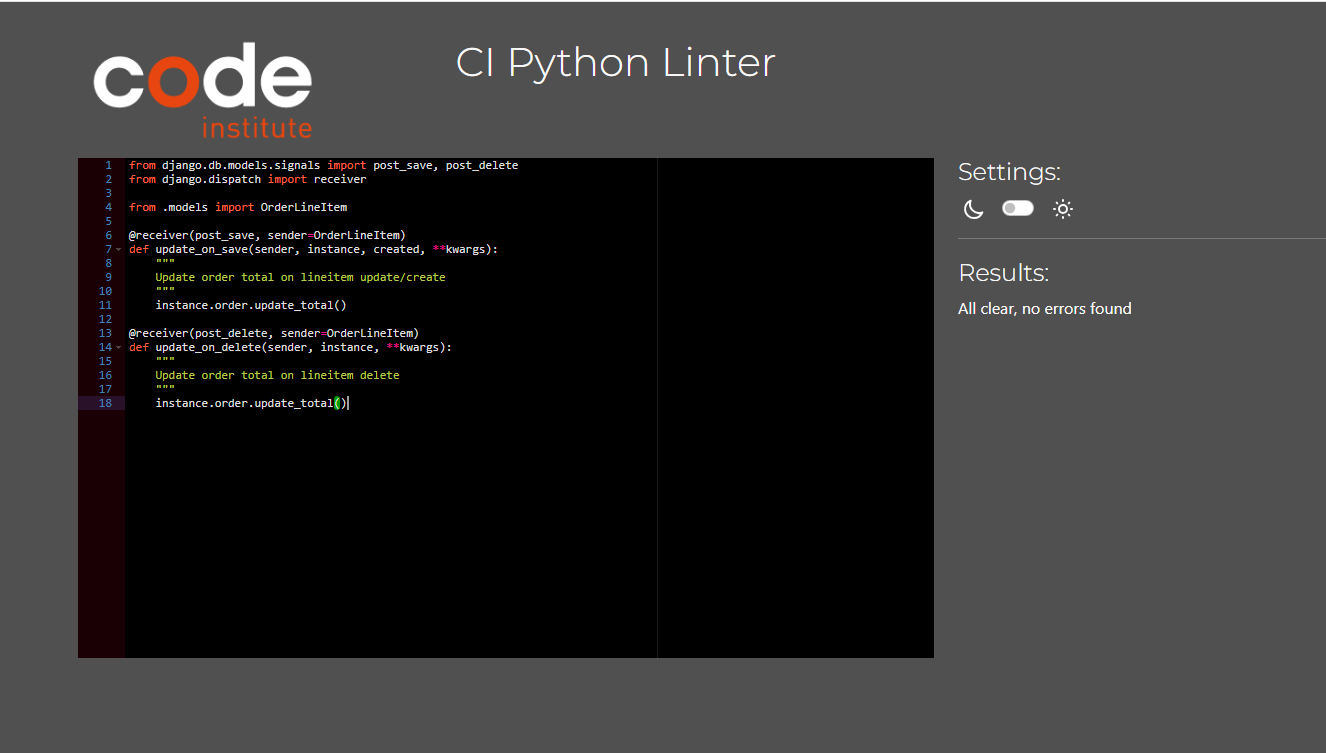 code
institute
CI Python Linter
1 from django.db.models.signals import post_save, post_delete
2 from django.dispatch import receiver
3
4 from .models import OrderLineItem
5
6 @receiver(post_save, sender=OrderLineItem)
7 def update_on_save(sender, instance, created, **kwargs):
8     """
9     Update order total on lineitem update/create
10     """
11     instance.order.update_total()
12
13 @receiver(post_delete, sender=OrderLineItem)
14 def update_on_delete(sender, instance, **kwargs):
15     """
16     Update order total on lineitem delete
17     """
18     instance.order.update_total()
Settings:
Results:
All clear, no errors found